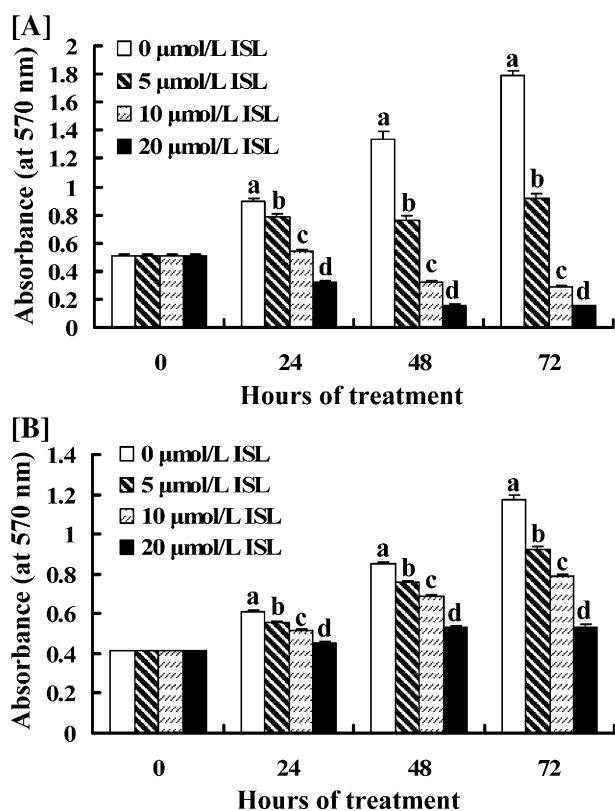 [A]
Absorbance (at 570 nm)
2
1.8
1.6
1.4
1.2
1
0.8
0.6
0.4
0.2
0
0 μmol/L ISL
5 μmol/L ISL
10 μmol/L ISL
20 μmol/L ISL
a b c d
a b c d
a b c d
0 24 48 72
Hours of treatment
[B]
Absorbance (at 570 nm)
1.4
1.2
1
0.8
0.6
0.4
0.2
0
0 μmol/L ISL
5 μmol/L ISL
10 μmol/L ISL
20 μmol/L ISL
a b c d
a b c d
a b c d
0 24 48 72
Hours of treatment